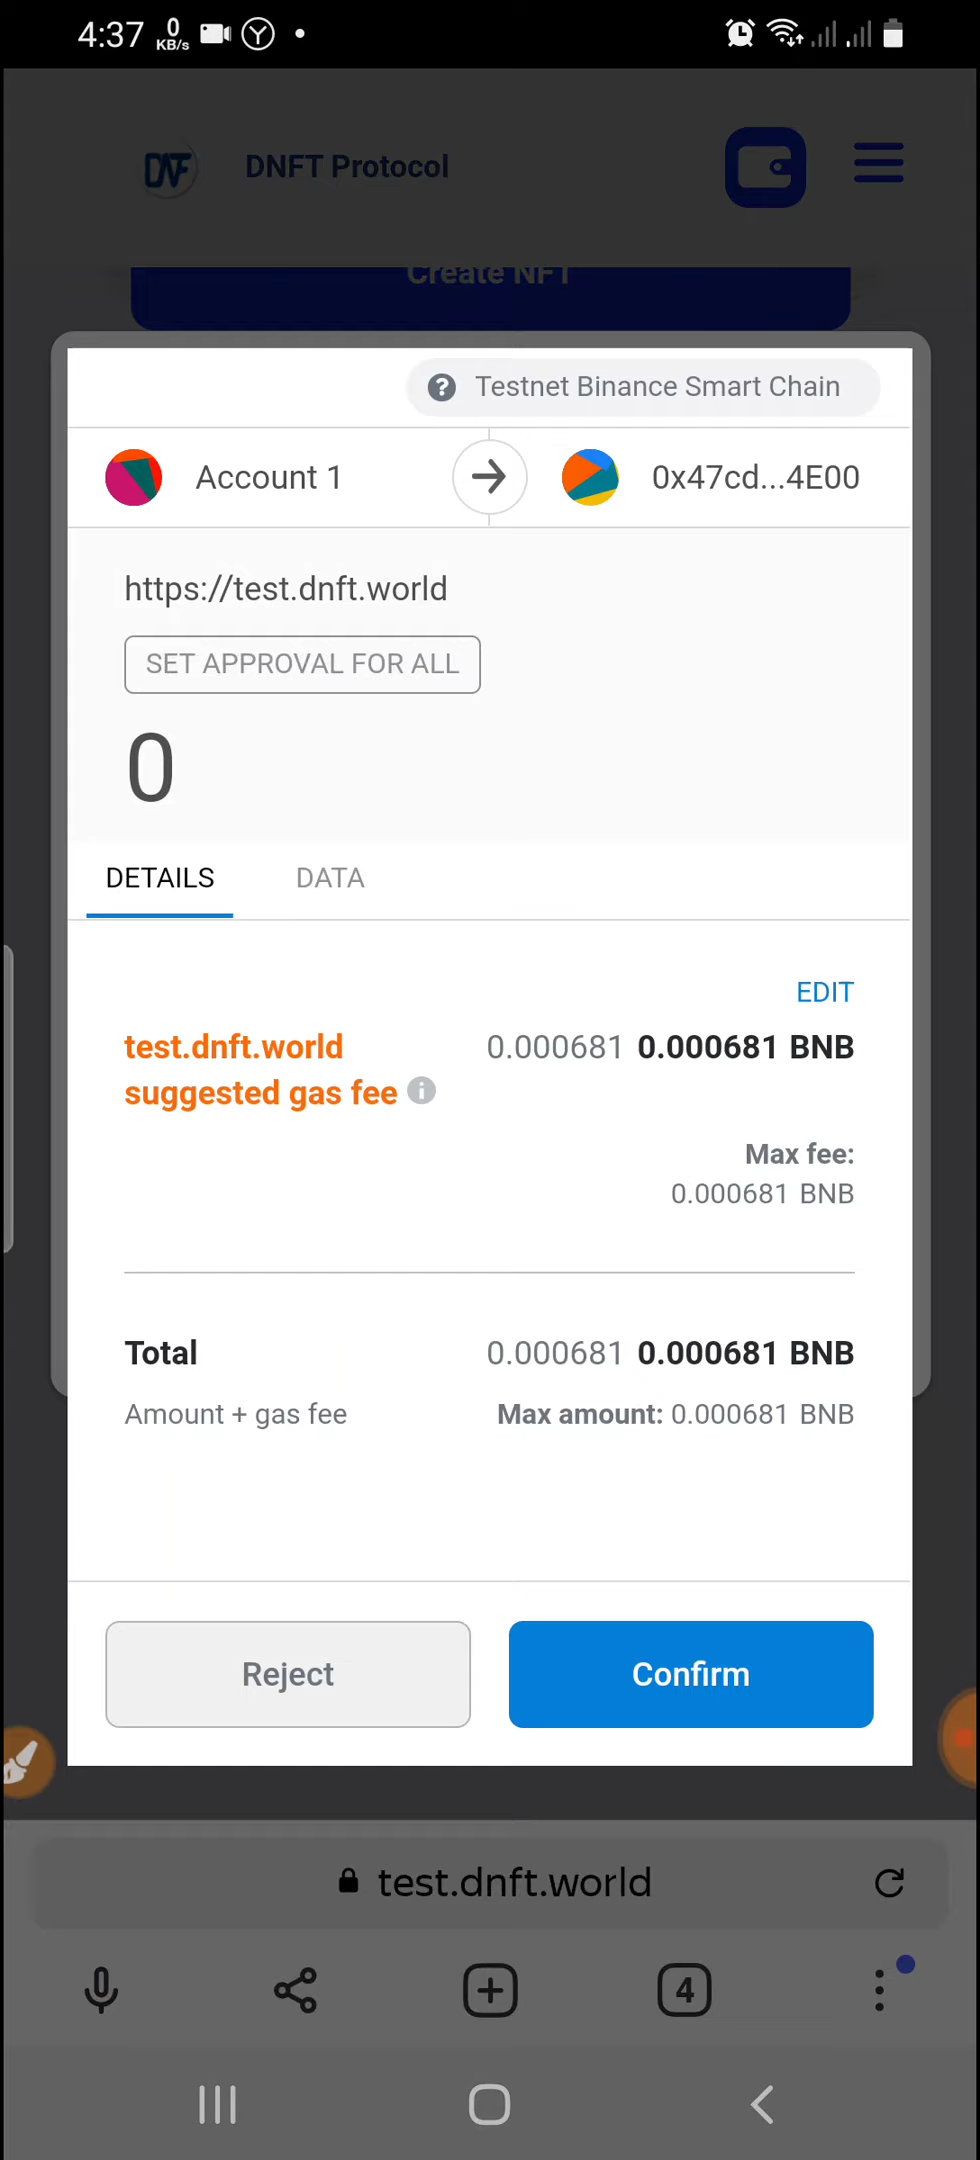 4:37 0 KB/s
DNF DNFT Protocol
Create NFT
? Testnet Binance Smart Chain
Account 1 0x47cd...4E00
https://test.dnft.world
SET APPROVAL FOR ALL
0
DETAILS DATA
EDIT
test.dnft.world 0.000681 0.000681 BNB
suggested gas fee i
Max fee:
0.000681 BNB
Total 0.000681 0.000681 BNB
Amount + gas fee Max amount: 0.000681 BNB
Reject Confirm
test.dnft.world
4